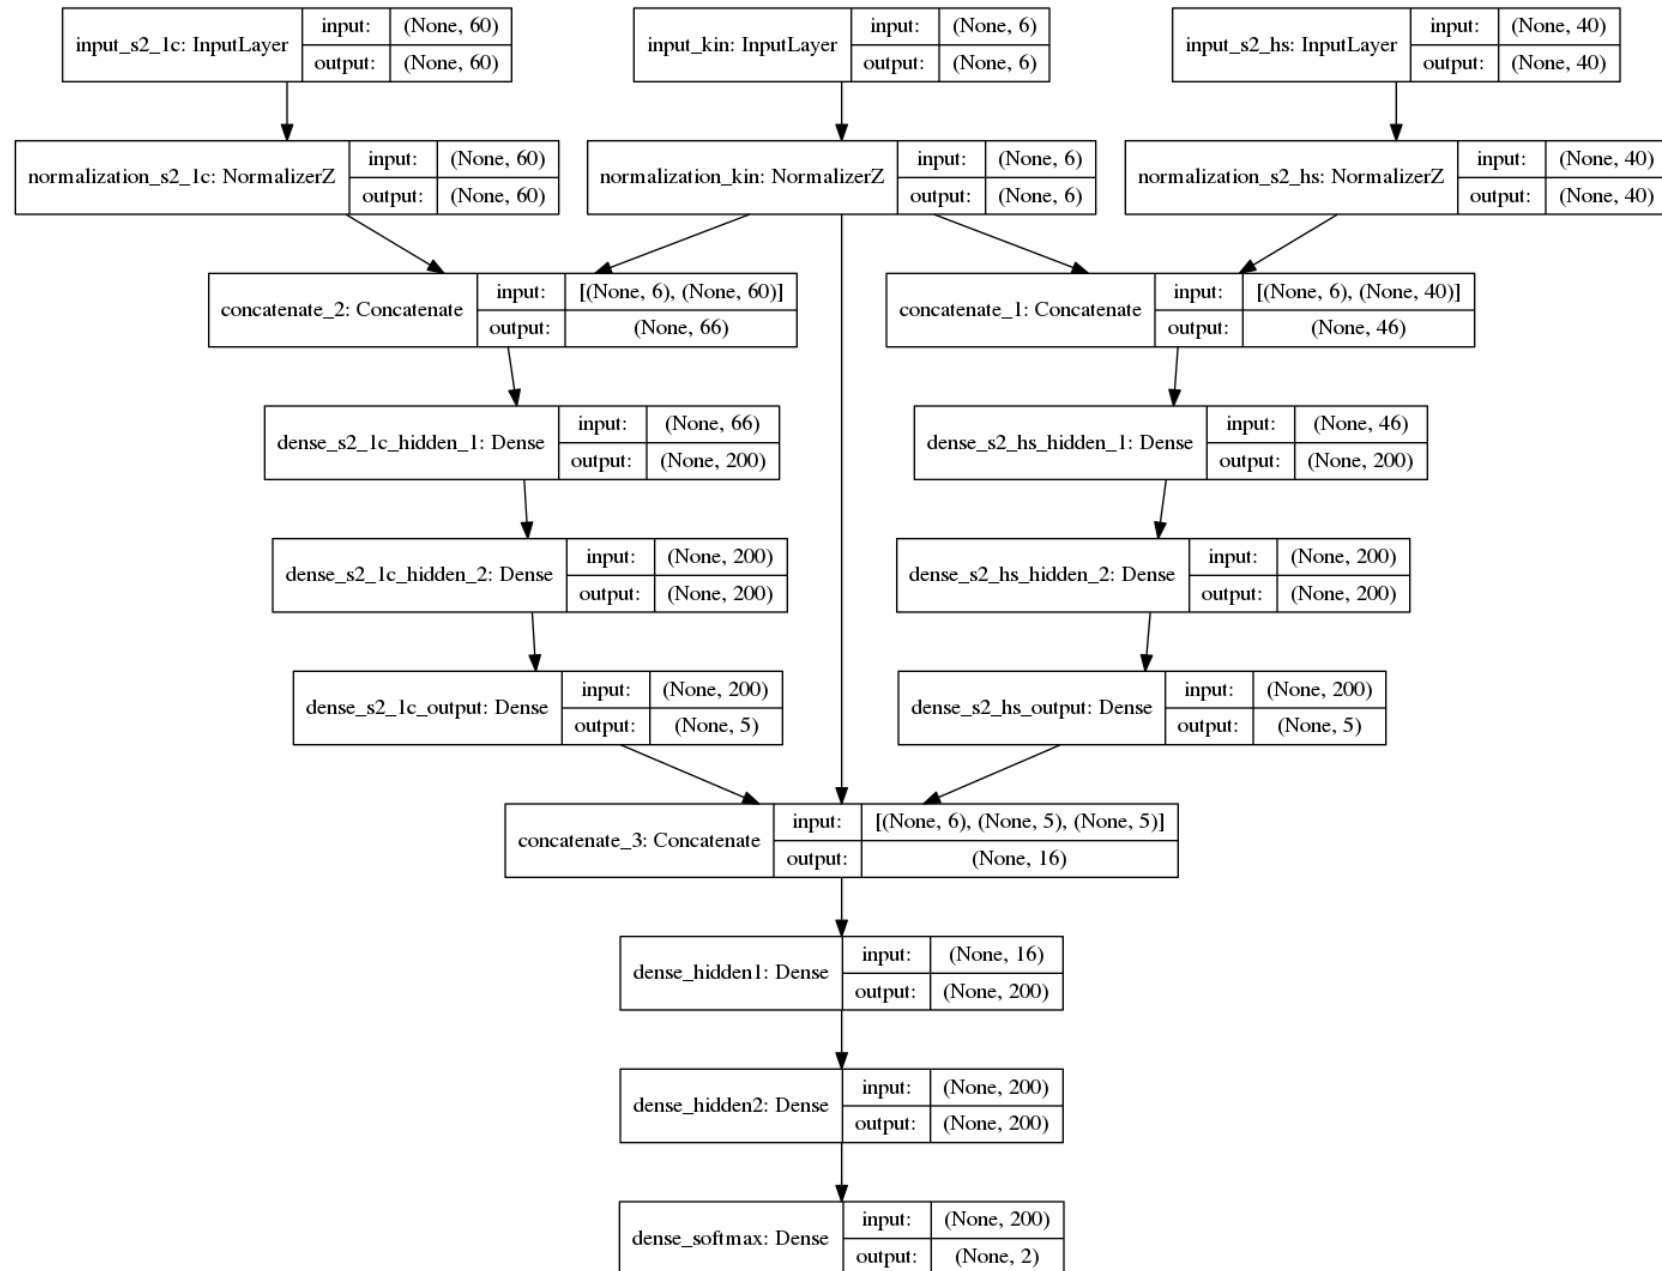 input_s2_1c: InputLayer
input: (None, 60)
output: (None, 60)
input_kin: InputLayer
input: (None, 6)
output: (None, 6)
input_s2_hs: InputLayer
input: (None, 40)
output: (None, 40)
normalization_s2_1c: NormalizerZ
input: (None, 60)
output: (None, 60)
normalization_kin: NormalizerZ
input: (None, 6)
output: (None, 6)
normalization_s2_hs: NormalizerZ
input: (None, 40)
output: (None, 40)
concatenate_2: Concatenate
input: [(None, 6), (None, 60)]
output: (None, 66)
concatenate_1: Concatenate
input: [(None, 6), (None, 40)]
output: (None, 46)
dense_s2_1c_hidden_1: Dense
input: (None, 66)
output: (None, 200)
dense_s2_hs_hidden_1: Dense
input: (None, 46)
output: (None, 200)
dense_s2_1c_hidden_2: Dense
input: (None, 200)
output: (None, 200)
dense_s2_hs_hidden_2: Dense
input: (None, 200)
output: (None, 200)
dense_s2_1c_output: Dense
input: (None, 200)
output: (None, 5)
dense_s2_hs_output: Dense
input: (None, 200)
output: (None, 5)
concatenate_3: Concatenate
input: [(None, 6), (None, 5), (None, 5)]
output: (None, 16)
dense_hidden1: Dense
input: (None, 16)
output: (None, 200)
dense_hidden2: Dense
input: (None, 200)
output: (None, 200)
dense_softmax: Dense
input: (None, 200)
output: (None, 2)